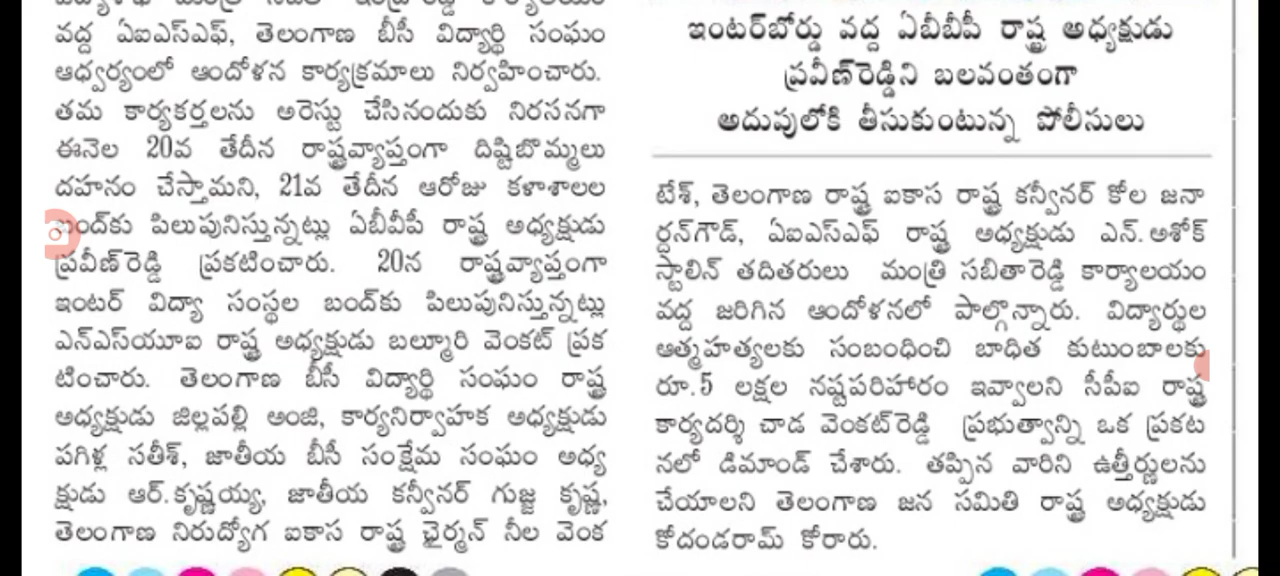 వద్ద ఏఐఎస్ఎఫ్, తెలంగాణ బీసీ విద్యార్థి సంఘం
ఆధ్వర్యంలో ఆందోళన కార్యక్రమాలు నిర్వహించారు.
తమ కార్యకర్తలను అరెస్టు చేసినందుకు నిరసనగా
ఈనెల 20వ తేదీన రాష్ట్రవ్యాప్తంగా దిష్టిబొమ్మలు
దహనం చేస్తామని, 21వ తేదీన ఆరోజు కళాశాలల
బంద్‌కు పిలుపునిస్తున్నట్లు ఏబీవీపీ రాష్ట్ర అధ్యక్షుడు
ప్రవీణ్‌రెడ్డి ప్రకటించారు. 20న రాష్ట్రవ్యాప్తంగా
ఇంటర్ విద్యా సంస్థల బంద్‌కు పిలుపునిస్తున్నట్లు
ఎన్ఎస్‌యూఐ రాష్ట్ర అధ్యక్షుడు బల్మూరి వెంకట్ ప్రక
టించారు. తెలంగాణ బీసీ విద్యార్థి సంఘం రాష్ట్ర
అధ్యక్షుడు జిల్లపల్లి అంజి, కార్యనిర్వాహక అధ్యక్షుడు
పగిళ్ల సతీశ్, జాతీయ బీసీ సంక్షేమ సంఘం అధ్య
క్షుడు ఆర్.కృష్ణయ్య, జాతీయ కన్వీనర్ గుజ్జ కృష్ణ,
తెలంగాణ నిరుద్యోగ ఐకాస రాష్ట్ర ఛైర్మన్ నీల వెంక
ఇంటర్‌బోర్డు వద్ద ఏబీబీపీ రాష్ట్ర అధ్యక్షుడు
ప్రవీణ్‌రెడ్డిని బలవంతంగా
అదుపులోకి తీసుకుంటున్న పోలీసులు
టేశ్, తెలంగాణ రాష్ట్ర ఐకాస రాష్ట్ర కన్వీనర్ కోల జనా
ర్దన్‌గౌడ్, ఏఐఎస్ఎఫ్ రాష్ట్ర అధ్యక్షుడు ఎన్.అశోక్
స్టాలిన్ తదితరులు మంత్రి సబితారెడ్డి కార్యాలయం
వద్ద జరిగిన ఆందోళనలో పాల్గొన్నారు. విద్యార్థుల
ఆత్మహత్యలకు సంబంధించి బాధిత కుటుంబాలకు
రూ.5 లక్షల నష్టపరిహారం ఇవ్వాలని సీపీఐ రాష్ట్ర
కార్యదర్శి చాడ వెంకట్‌రెడ్డి ప్రభుత్వాన్ని ఒక ప్రకట
నలో డిమాండ్ చేశారు. తప్పిన వారిని ఉత్తీర్ణులను
చేయాలని తెలంగాణ జన సమితి రాష్ట్ర అధ్యక్షుడు
కోదండరామ్ కోరారు.